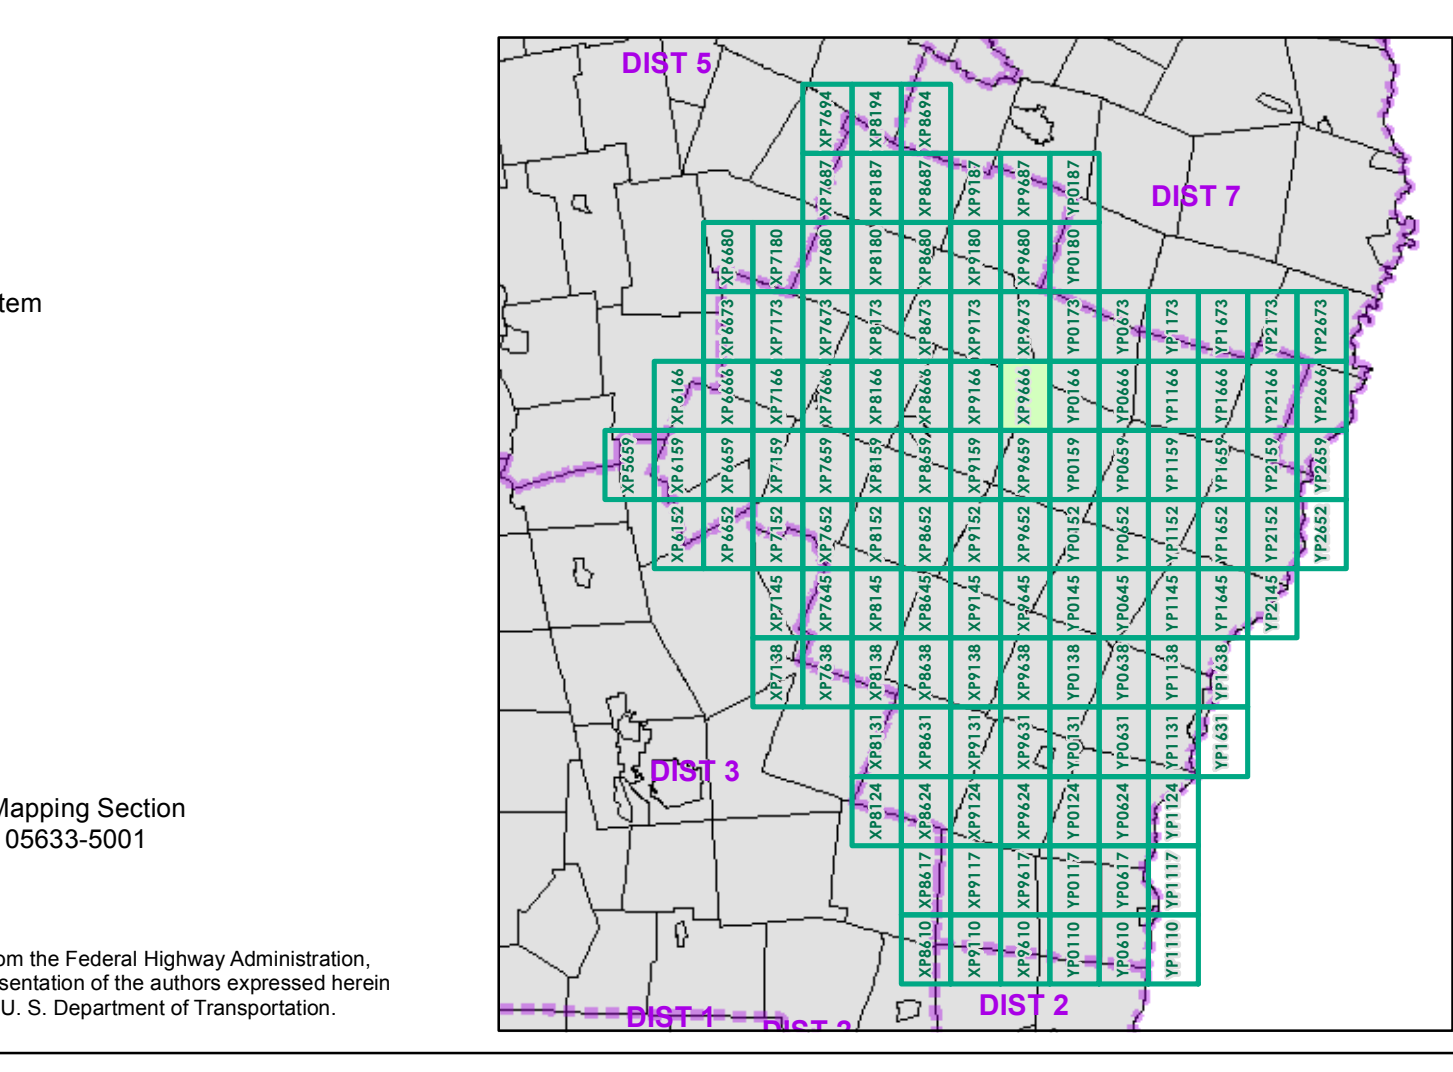 DIST 5
XP7694 XP8194 XP8694
XP7687 XP8187 XP8687 XP9187 XP9687 YP0187
DIST 7
XP6680 XP7180 XP7680 XP8180 XP8680 XP9180 XP9680 YP0180
tem
XP6673 XP7173 XP7673 XP8173 XP8673 XP9173 XP9673 YP0173 YP0673 YP1173 YP1673 YP2173 YP2673
XP6166 XP6666 XP7166 XP7666 XP8166 XP8666 XP9166 XP9666 YP0166 YP0666 YP1166 YP1666 YP2166 YP2666
XP5659 XP6159 XP6659 XP7159 XP7659 XP8159 XP8659 XP9159 XP9659 YP0159 YP0659 YP1159 YP1659 YP2159 YP2659
XP6152 XP6652 XP7152 XP7652 XP8152 XP8652 XP9152 XP9652 YP0152 YP0652 YP1152 YP1652 YP2152 YP2652
XP7145 XP7645 XP8145 XP8645 XP9145 XP9645 YP0145 YP0645 YP1145 YP1645 YP2145
XP7138 XP7638 XP8138 XP8638 XP9138 XP9638 YP0138 YP0638 YP1138 YP1638
XP8131 XP8631 XP9131 XP9631 YP0131 YP0631 YP1131 YP1631
DIST 3
Mapping Section
05633-5001
XP8124 XP8624 XP9124 XP9624 YP0124 YP0624 YP1124
XP8617 XP9117 XP9617 YP0117 YP0617 YP1117
XP8610 XP9110 XP9610 YP0110 YP0610 YP1110
om the Federal Highway Administration,
sentation of the authors expressed herein
U. S. Department of Transportation.
DIST 2
DIST 1
DIST 2